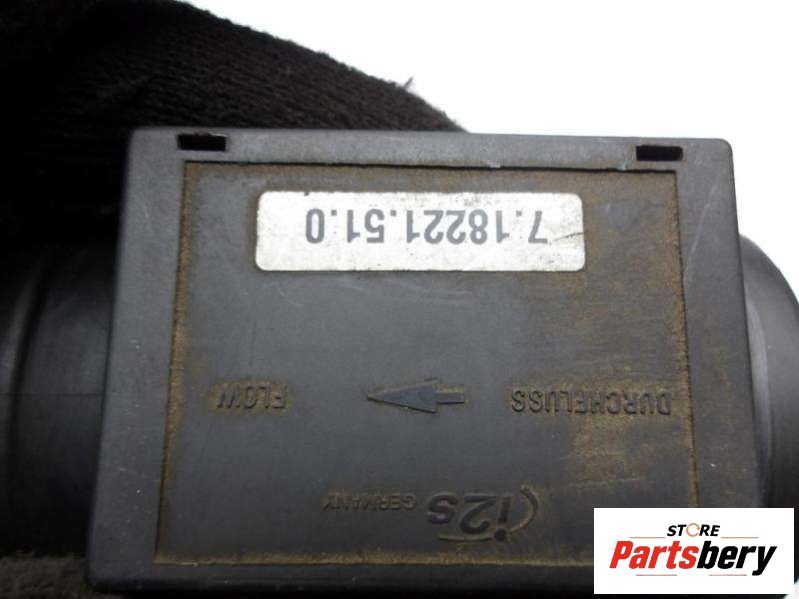 7.18221.51.0
DURCHFLUSS FLOW
i2s
GERMANY
STORE
Partsbery